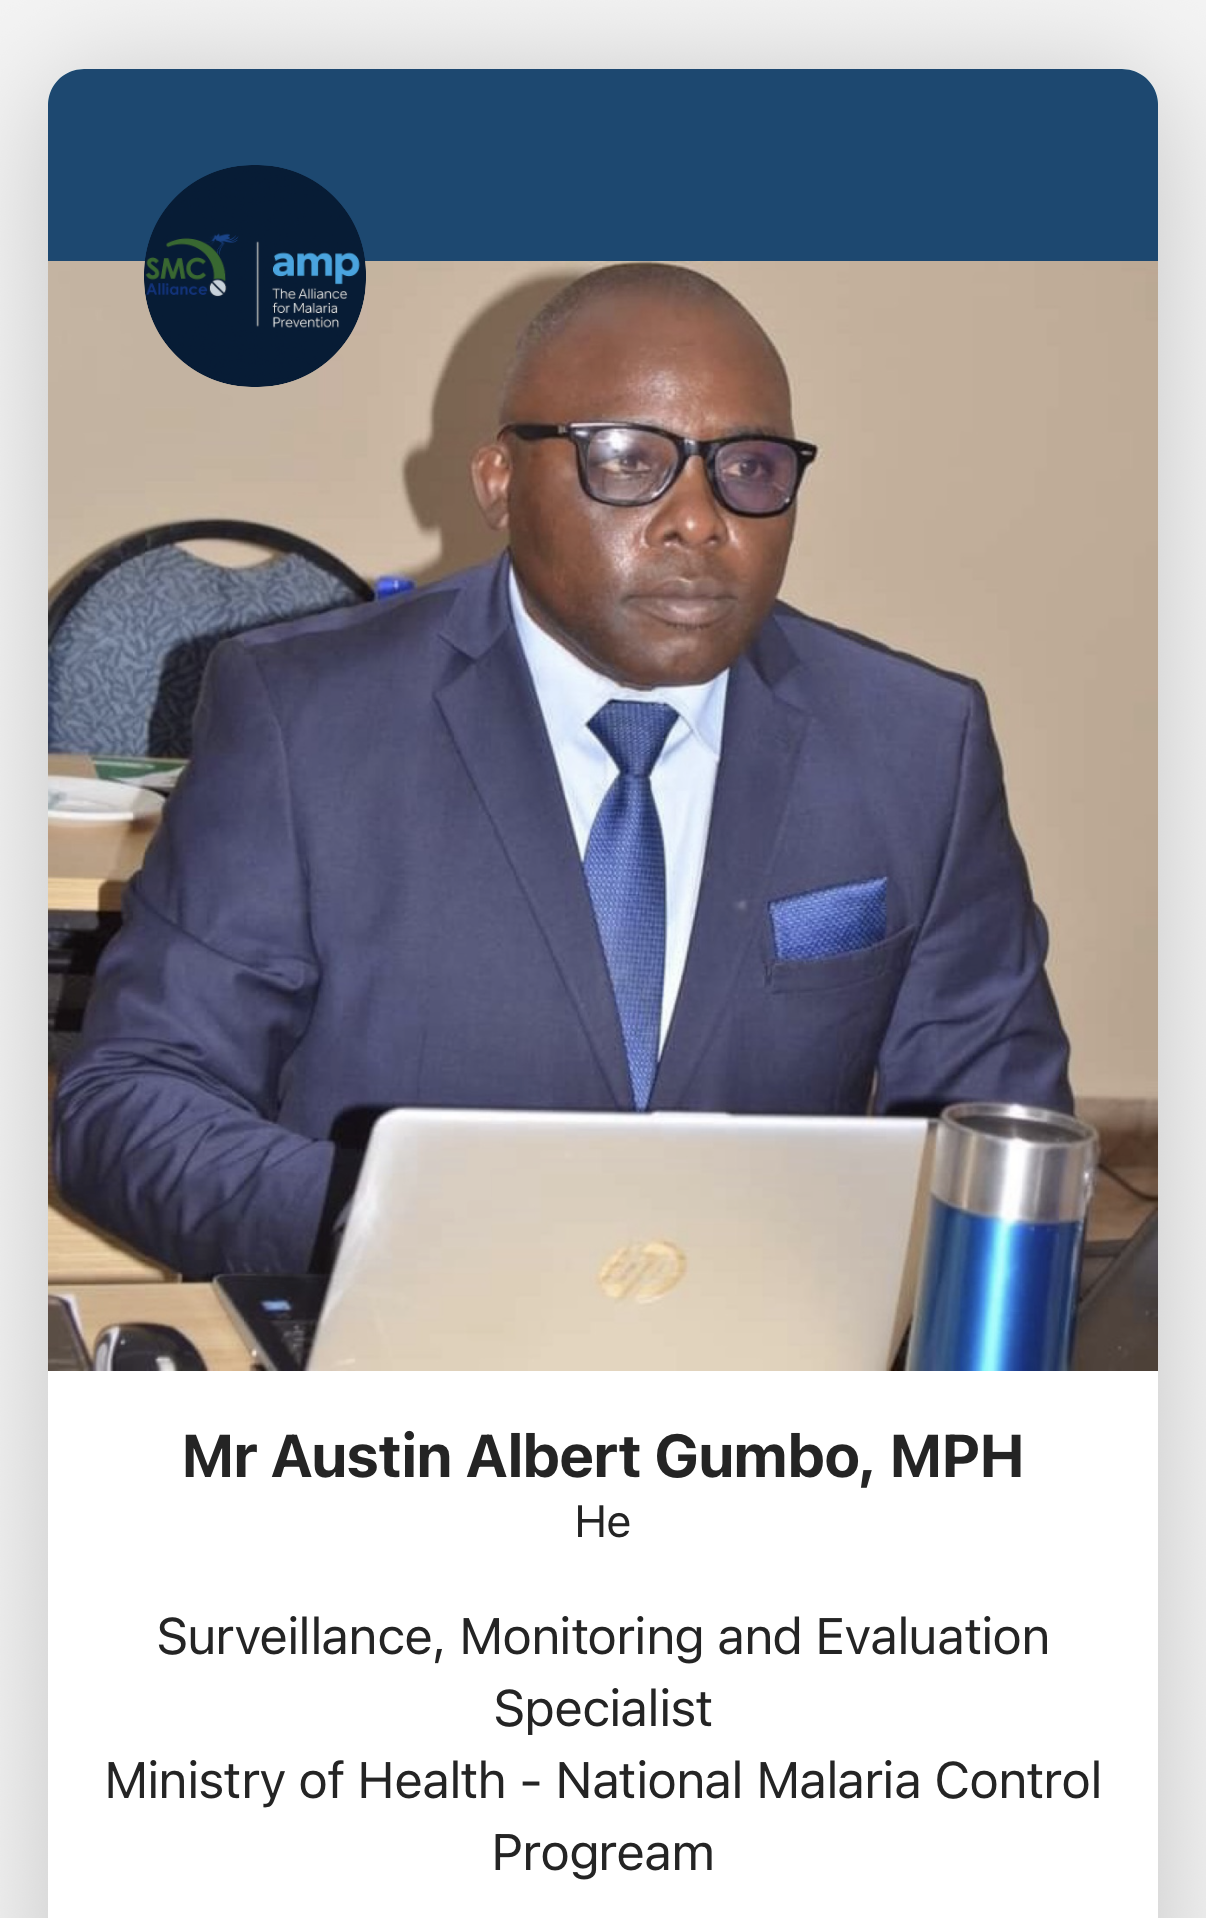 SMC
Alliance
amp
The Alliance
for Malaria
Prevention
hp
Mr Austin Albert Gumbo, MPH
He
Surveillance, Monitoring and Evaluation
Specialist
Ministry of Health - National Malaria Control
Progream